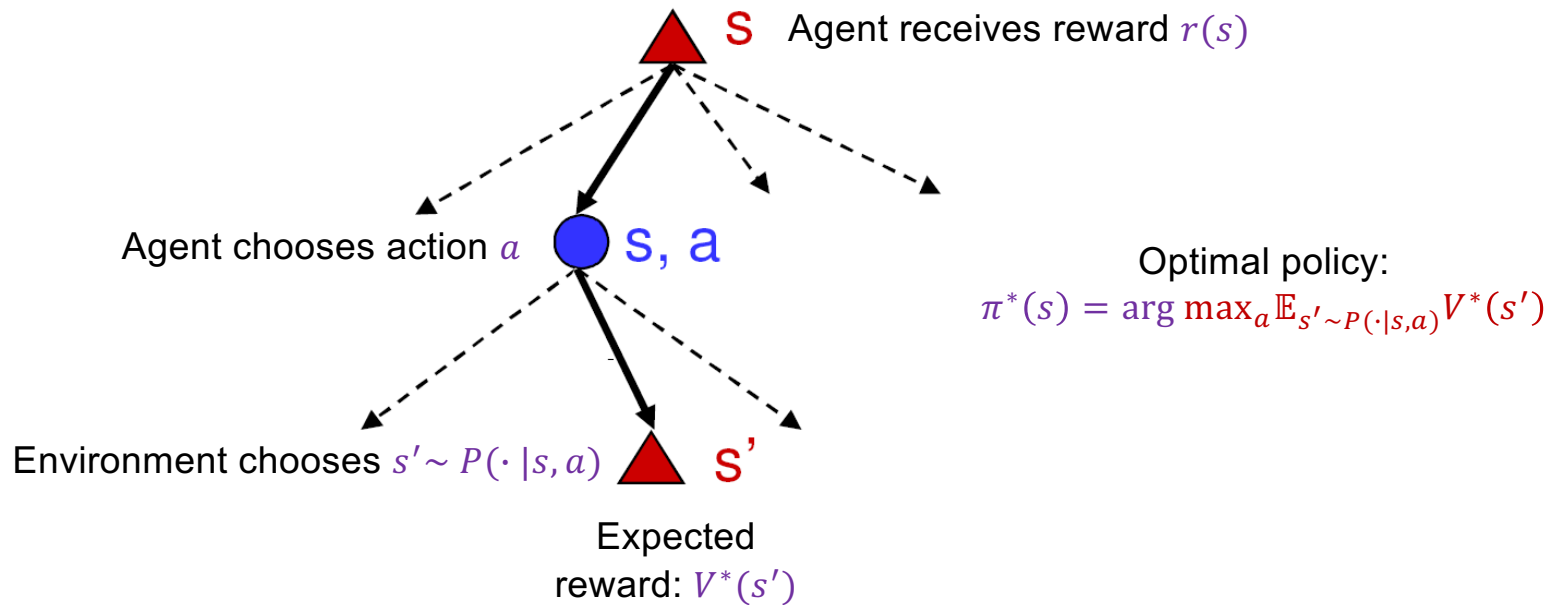 s Agent receives reward r(s)
Agent chooses action a s, a
Optimal policy:
π*(s) = arg max_a 𝔼_{s′~P(·|s,a)} V*(s′)
Environment chooses s′~ P(· |s, a) s’
Expected
reward: V*(s′)